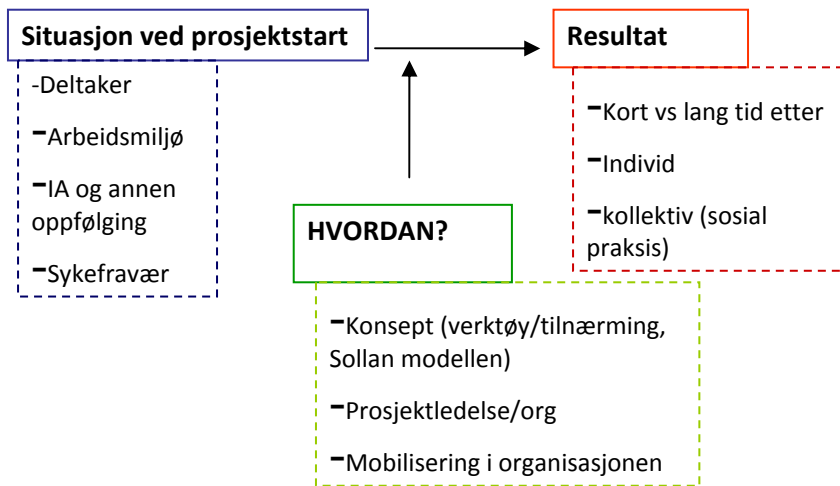 Situasjon ved prosjektstart
-Deltaker
-Arbeidsmiljø
-IA og annen
oppfølging
-Sykefravær
HVORDAN?
-Konsept (verktøy/tilnærming,
Sollan modellen)
-Prosjektledelse/org
-Mobilisering i organisasjonen
Resultat
-Kort vs lang tid etter
-Individ
-kollektiv (sosial
praksis)